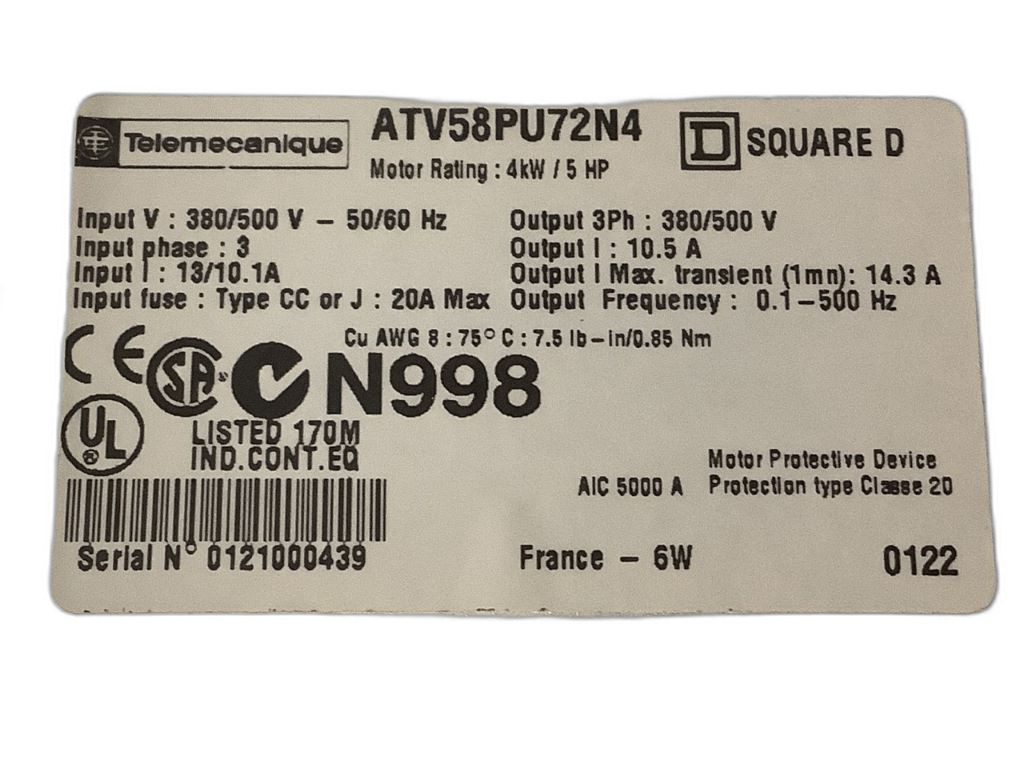 Telemecanique ATV58PU72N4 D SQUARE D
Motor Rating : 4kW / 5 HP
Input V : 380/500 V – 50/60 Hz Output 3Ph : 380/500 V
Input phase : 3 Output I : 10.5 A
Input I : 13/10.1A Output I Max. transient (1mn): 14.3 A
Input fuse : Type CC or J : 20A Max Output Frequency : 0.1–500 Hz
Cu AWG 8 : 75° C : 7.5 lb–in/0.85 Nm
CE SA® N998
UL® LISTED 170M
IND.CONT.EQ
Motor Protective Device
AIC 5000 A Protection type Classe 20
Serial N° 0121000439 France – 6W 0122